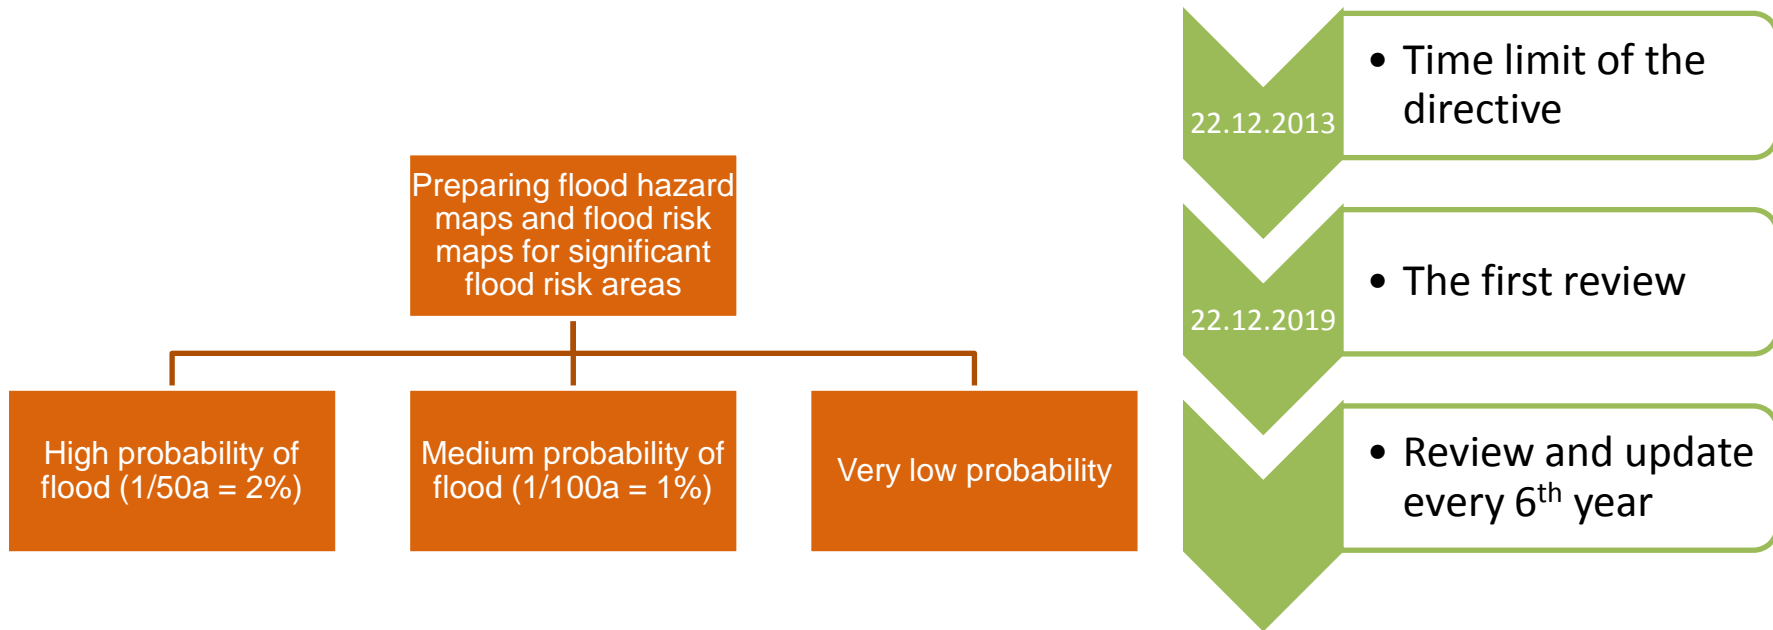 Preparing flood hazard
maps and flood risk
maps for significant
flood risk areas
High probability of
flood (1/50a = 2%)
Medium probability of
flood (1/100a = 1%)
Very low probability
22.12.2013
• Time limit of the
directive
22.12.2019
• The first review
• Review and update
every 6th year